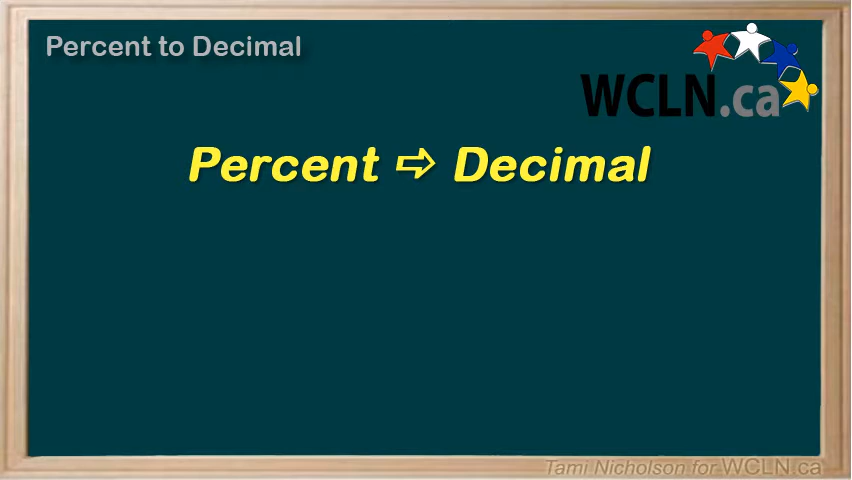 Percent to Decimal
WCLN.ca
Percent ⇨ Decimal
Tami Nicholson for WCLN.ca